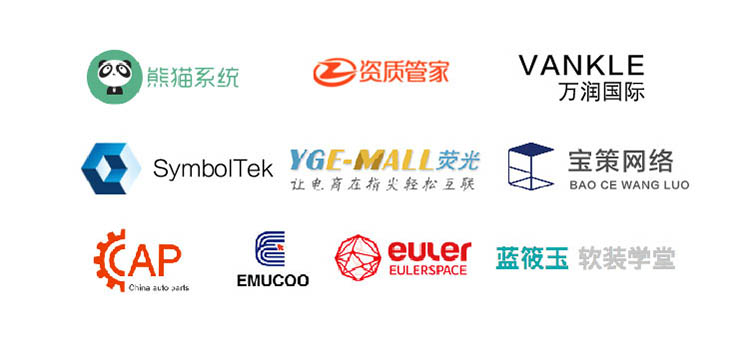 熊猫系统
资质管家
VANKLE
万润国际
SymbolTek
YGE-MALL荧光
让电商在指尖轻松互联
宝策网络
BAO CE WANG LUO
CAP
China auto parts
EMUCOO
euler
EULERSPACE
蓝筱玉 软装学堂